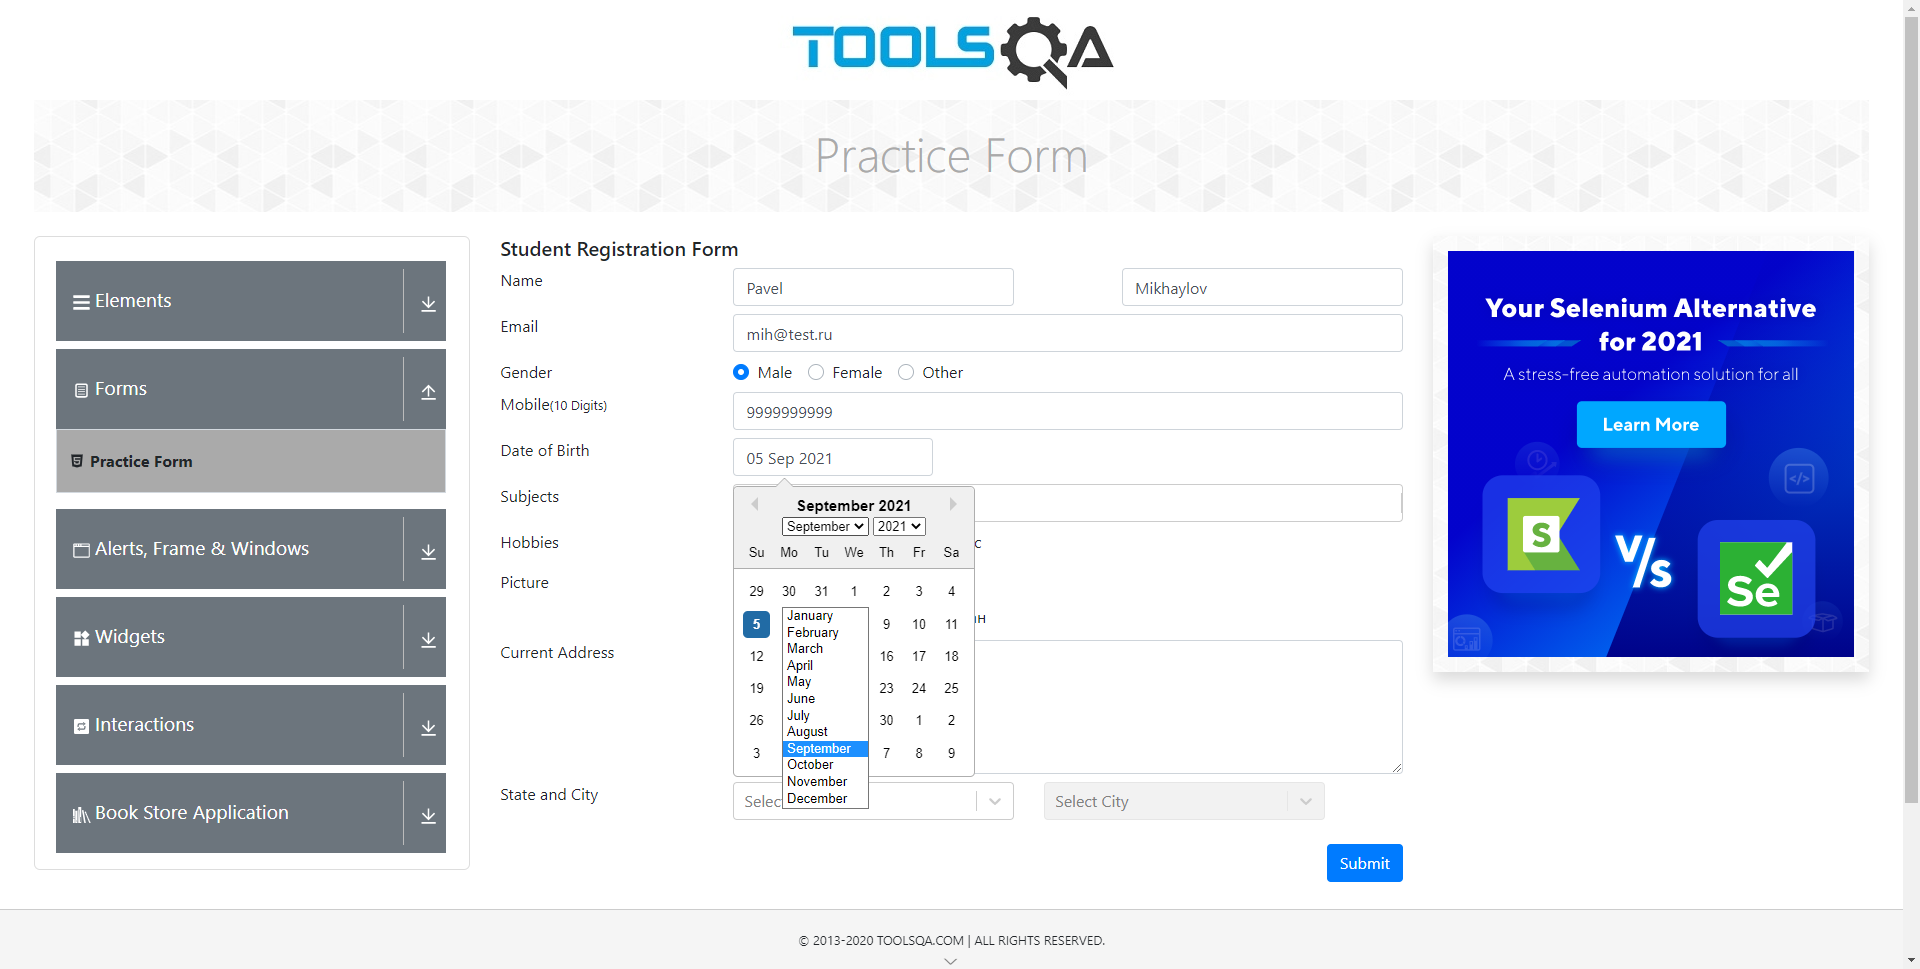 TOOLSQA
Practice Form
Elements
Forms
Practice Form
Alerts, Frame & Windows
Widgets
Interactions
Book Store Application
Student Registration Form
Name
Pavel
Mikhaylov
Email
mih@test.ru
Gender
Male
Female
Other
Mobile(10 Digits)
9999999999
Date of Birth
05 Sep 2021
Subjects
September 2021
September 2021
Su Mo Tu We Th Fr Sa
29 30 31 1 2 3 4
5 9 10 11
12 16 17 18
19 23 24 25
26 30 1 2
3 7 8 9
January
February
March
April
May
June
July
August
September
October
November
December
Hobbies
c
Picture
ан
Current Address
State and City
Selec
Select City
Submit
Your Selenium Alternative
for 2021
A stress-free automation solution for all
Learn More
S
V/s
Se
</>
© 2013-2020 TOOLSQA.COM | ALL RIGHTS RESERVED.